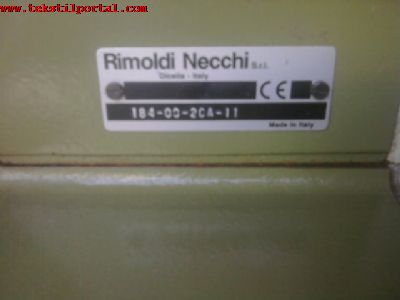 www.tekstilportal.com
Rimoldi Necchi S.r.l.
Olcella - Italy
CE
184-00-2CA-11
Made in Italy